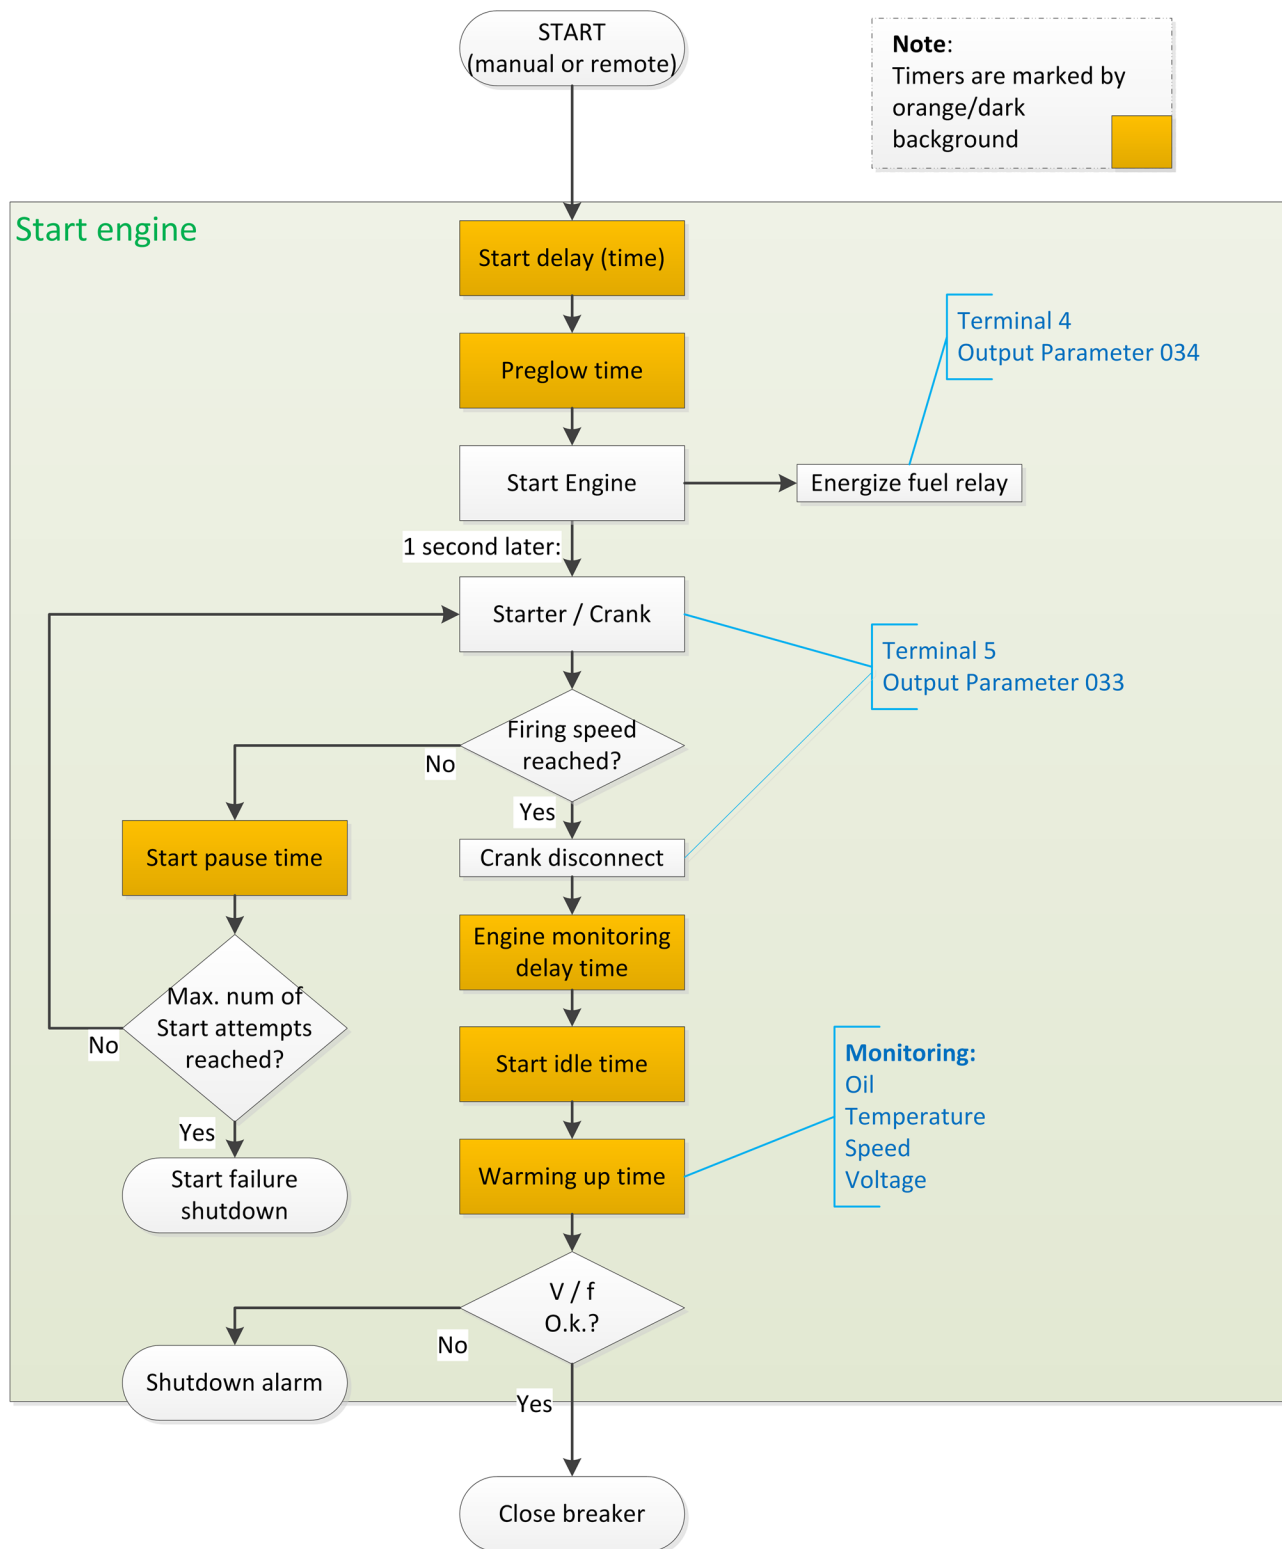 START
(manual or remote)
Note:
Timers are marked by
orange/dark
background
Start engine
Start delay (time)
Terminal 4
Output Parameter 034
Preglow time
Start Engine
Energize fuel relay
1 second later:
Starter / Crank
Terminal 5
Output Parameter 033
Firing speed
reached?
No
Yes
Start pause time
Crank disconnect
Engine monitoring
delay time
Max. num of
Start attempts
reached?
No
Yes
Start idle time
Monitoring:
Oil
Temperature
Speed
Voltage
Warming up time
Start failure
shutdown
V / f
O.k.?
No
Shutdown alarm
Yes
Close breaker